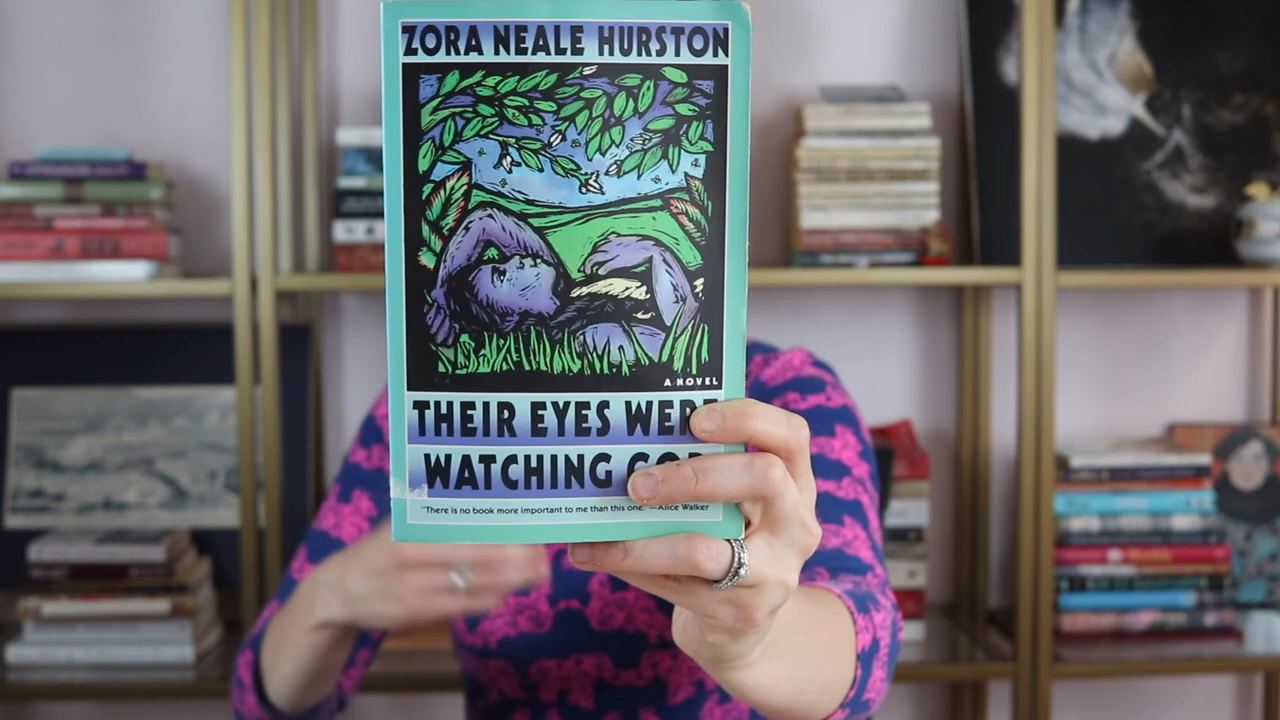 ZORA NEALE HURSTON
A NOVEL
THEIR EYES WERE
WATCHING GOD
"There is no book more important to me than this one." —Alice Walker